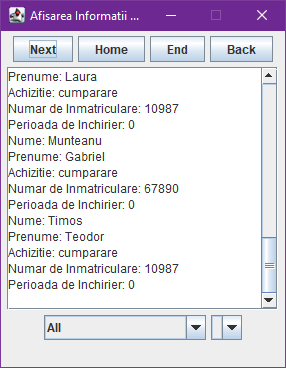 Afisarea Informatii ...
Next Home End Back
Prenume: Laura
Achizitie: cumparare
Numar de Inmatriculare: 10987
Perioada de Inchirier: 0
Nume: Munteanu
Prenume: Gabriel
Achizitie: cumparare
Numar de Inmatriculare: 67890
Perioada de Inchirier: 0
Nume: Timos
Prenume: Teodor
Achizitie: cumparare
Numar de Inmatriculare: 10987
Perioada de Inchirier: 0
All